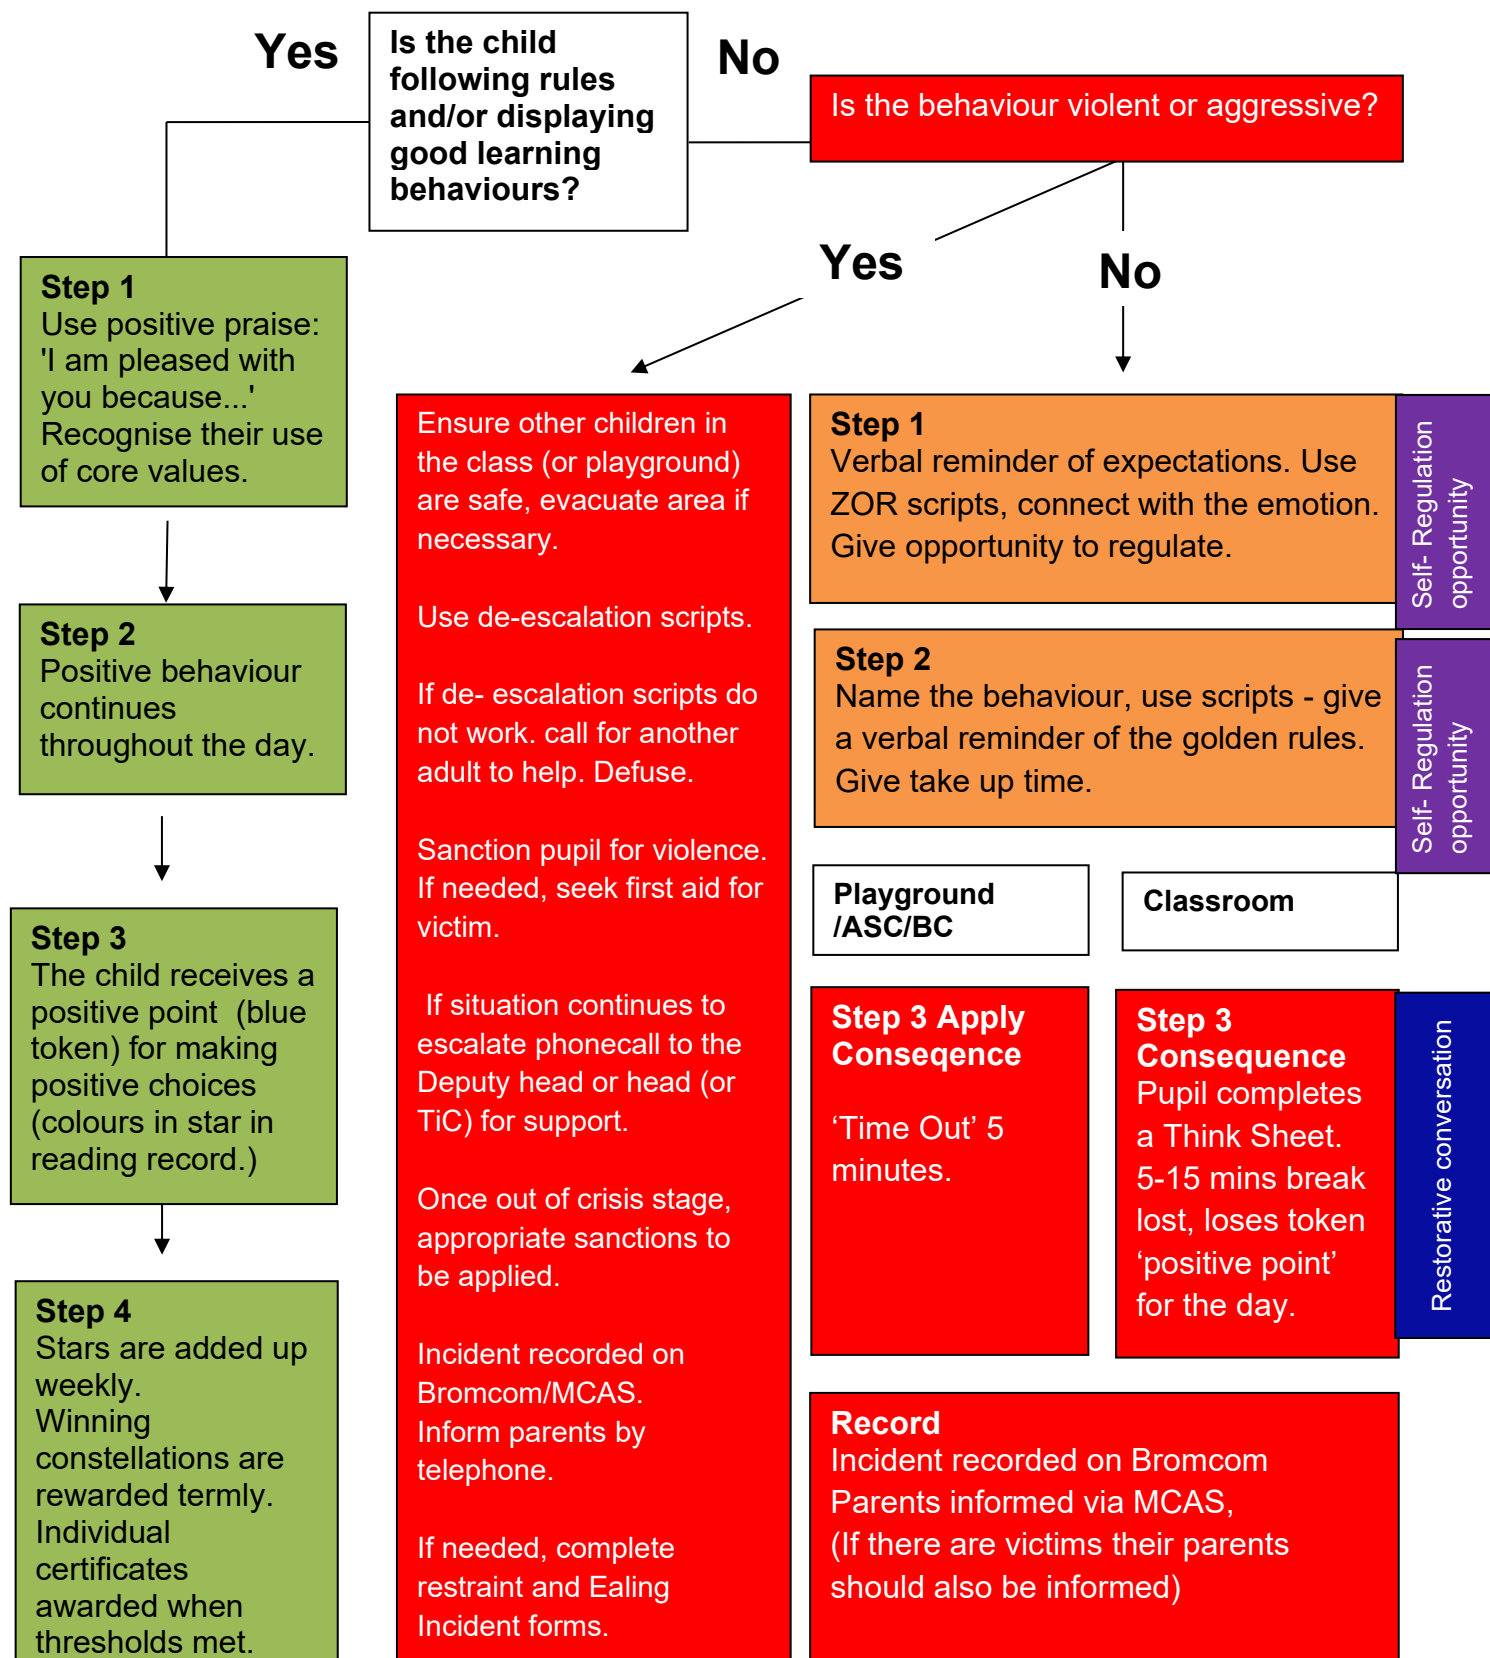 Yes
Is the child
following rules
and/or displaying
good learning
behaviours?
No
Is the behaviour violent or aggressive?
Yes
No
Step 1
Use positive praise:
'I am pleased with
you because...'
Recognise their use
of core values.
Step 2
Positive behaviour
continues
throughout the day.
Step 3
The child receives a
positive point (blue
token) for making
positive choices
(colours in star in
reading record.)
Step 4
Stars are added up
weekly.
Winning
constellations are
rewarded termly.
Individual
certificates
awarded when
thresholds met.
Ensure other children in
the class (or playground)
are safe, evacuate area if
necessary.
Use de-escalation scripts.
If de- escalation scripts do
not work. call for another
adult to help. Defuse.
Sanction pupil for violence.
If needed, seek first aid for
victim.
If situation continues to
escalate phonecall to the
Deputy head or head (or
TiC) for support.
Once out of crisis stage,
appropriate sanctions to
be applied.
Incident recorded on
Bromcom/MCAS.
Inform parents by
telephone.
If needed, complete
restraint and Ealing
Incident forms.
Step 1
Verbal reminder of expectations. Use
ZOR scripts, connect with the emotion.
Give opportunity to regulate.
Self- Regulation
opportunity
Step 2
Name the behaviour, use scripts - give
a verbal reminder of the golden rules.
Give take up time.
Self- Regulation
opportunity
Playground
/ASC/BC
Classroom
Step 3 Apply
Conseqence
‘Time Out’ 5
minutes.
Step 3
Consequence
Pupil completes
a Think Sheet.
5-15 mins break
lost, loses token
‘positive point’
for the day.
Restorative conversation
Record
Incident recorded on Bromcom
Parents informed via MCAS,
(If there are victims their parents
should also be informed)